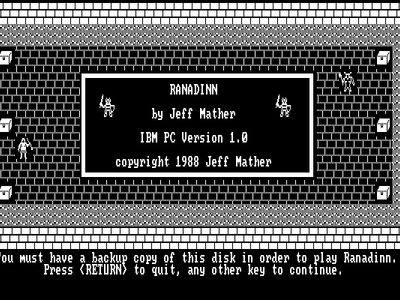 RANADINN
by Jeff Mather
IBM PC Version 1.0
copyright 1988 Jeff Mather
You must have a backup copy of this disk in order to play Ranadinn.
Press <RETURN> to quit, any other key to continue.